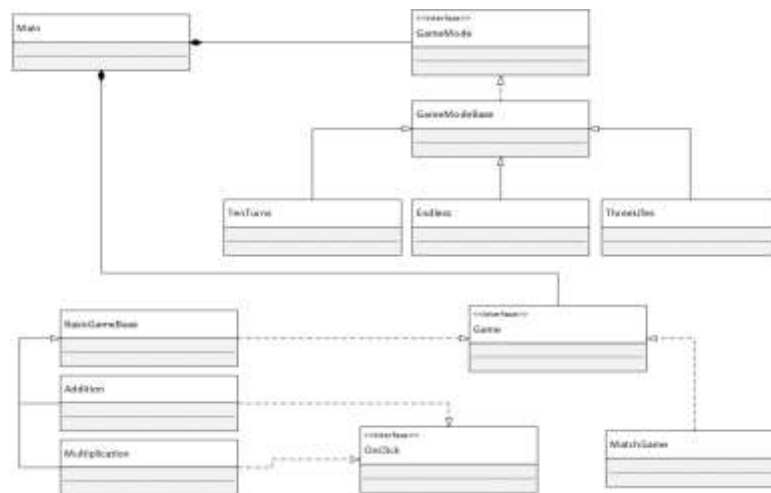 Main
<<interface>>
GameMode
GameModeBase
TenTurns
Endless
ThreeLifes
<<interface>>
Game
BasicGameBase
Addition
<<interface>>
OnClick
Multiplication
MatchGame